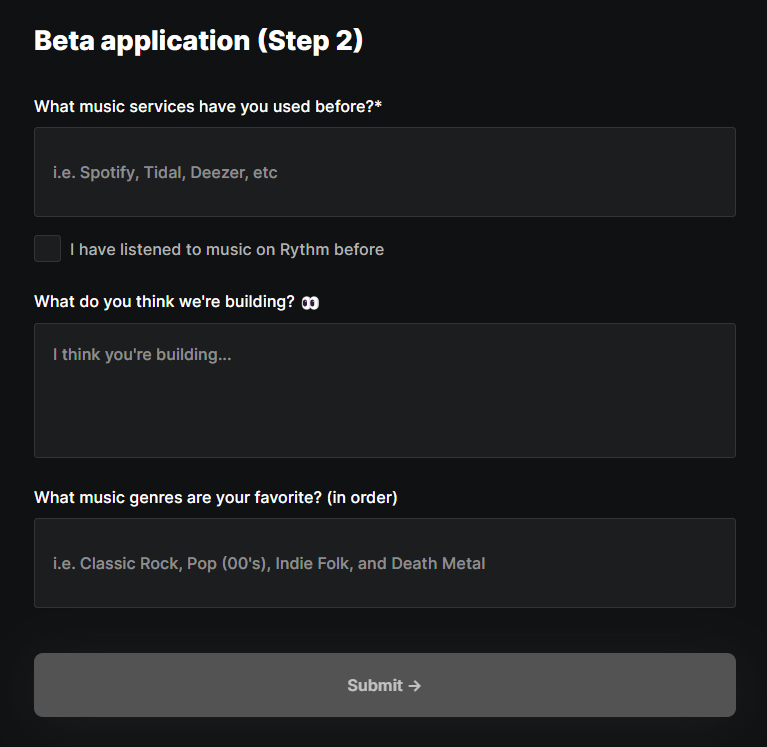 Beta application (Step 2)
What music services have you used before?*
i.e. Spotify, Tidal, Deezer, etc
I have listened to music on Rythm before
What do you think we're building? 👀
I think you're building...
What music genres are your favorite? (in order)
i.e. Classic Rock, Pop (00's), Indie Folk, and Death Metal
Submit →